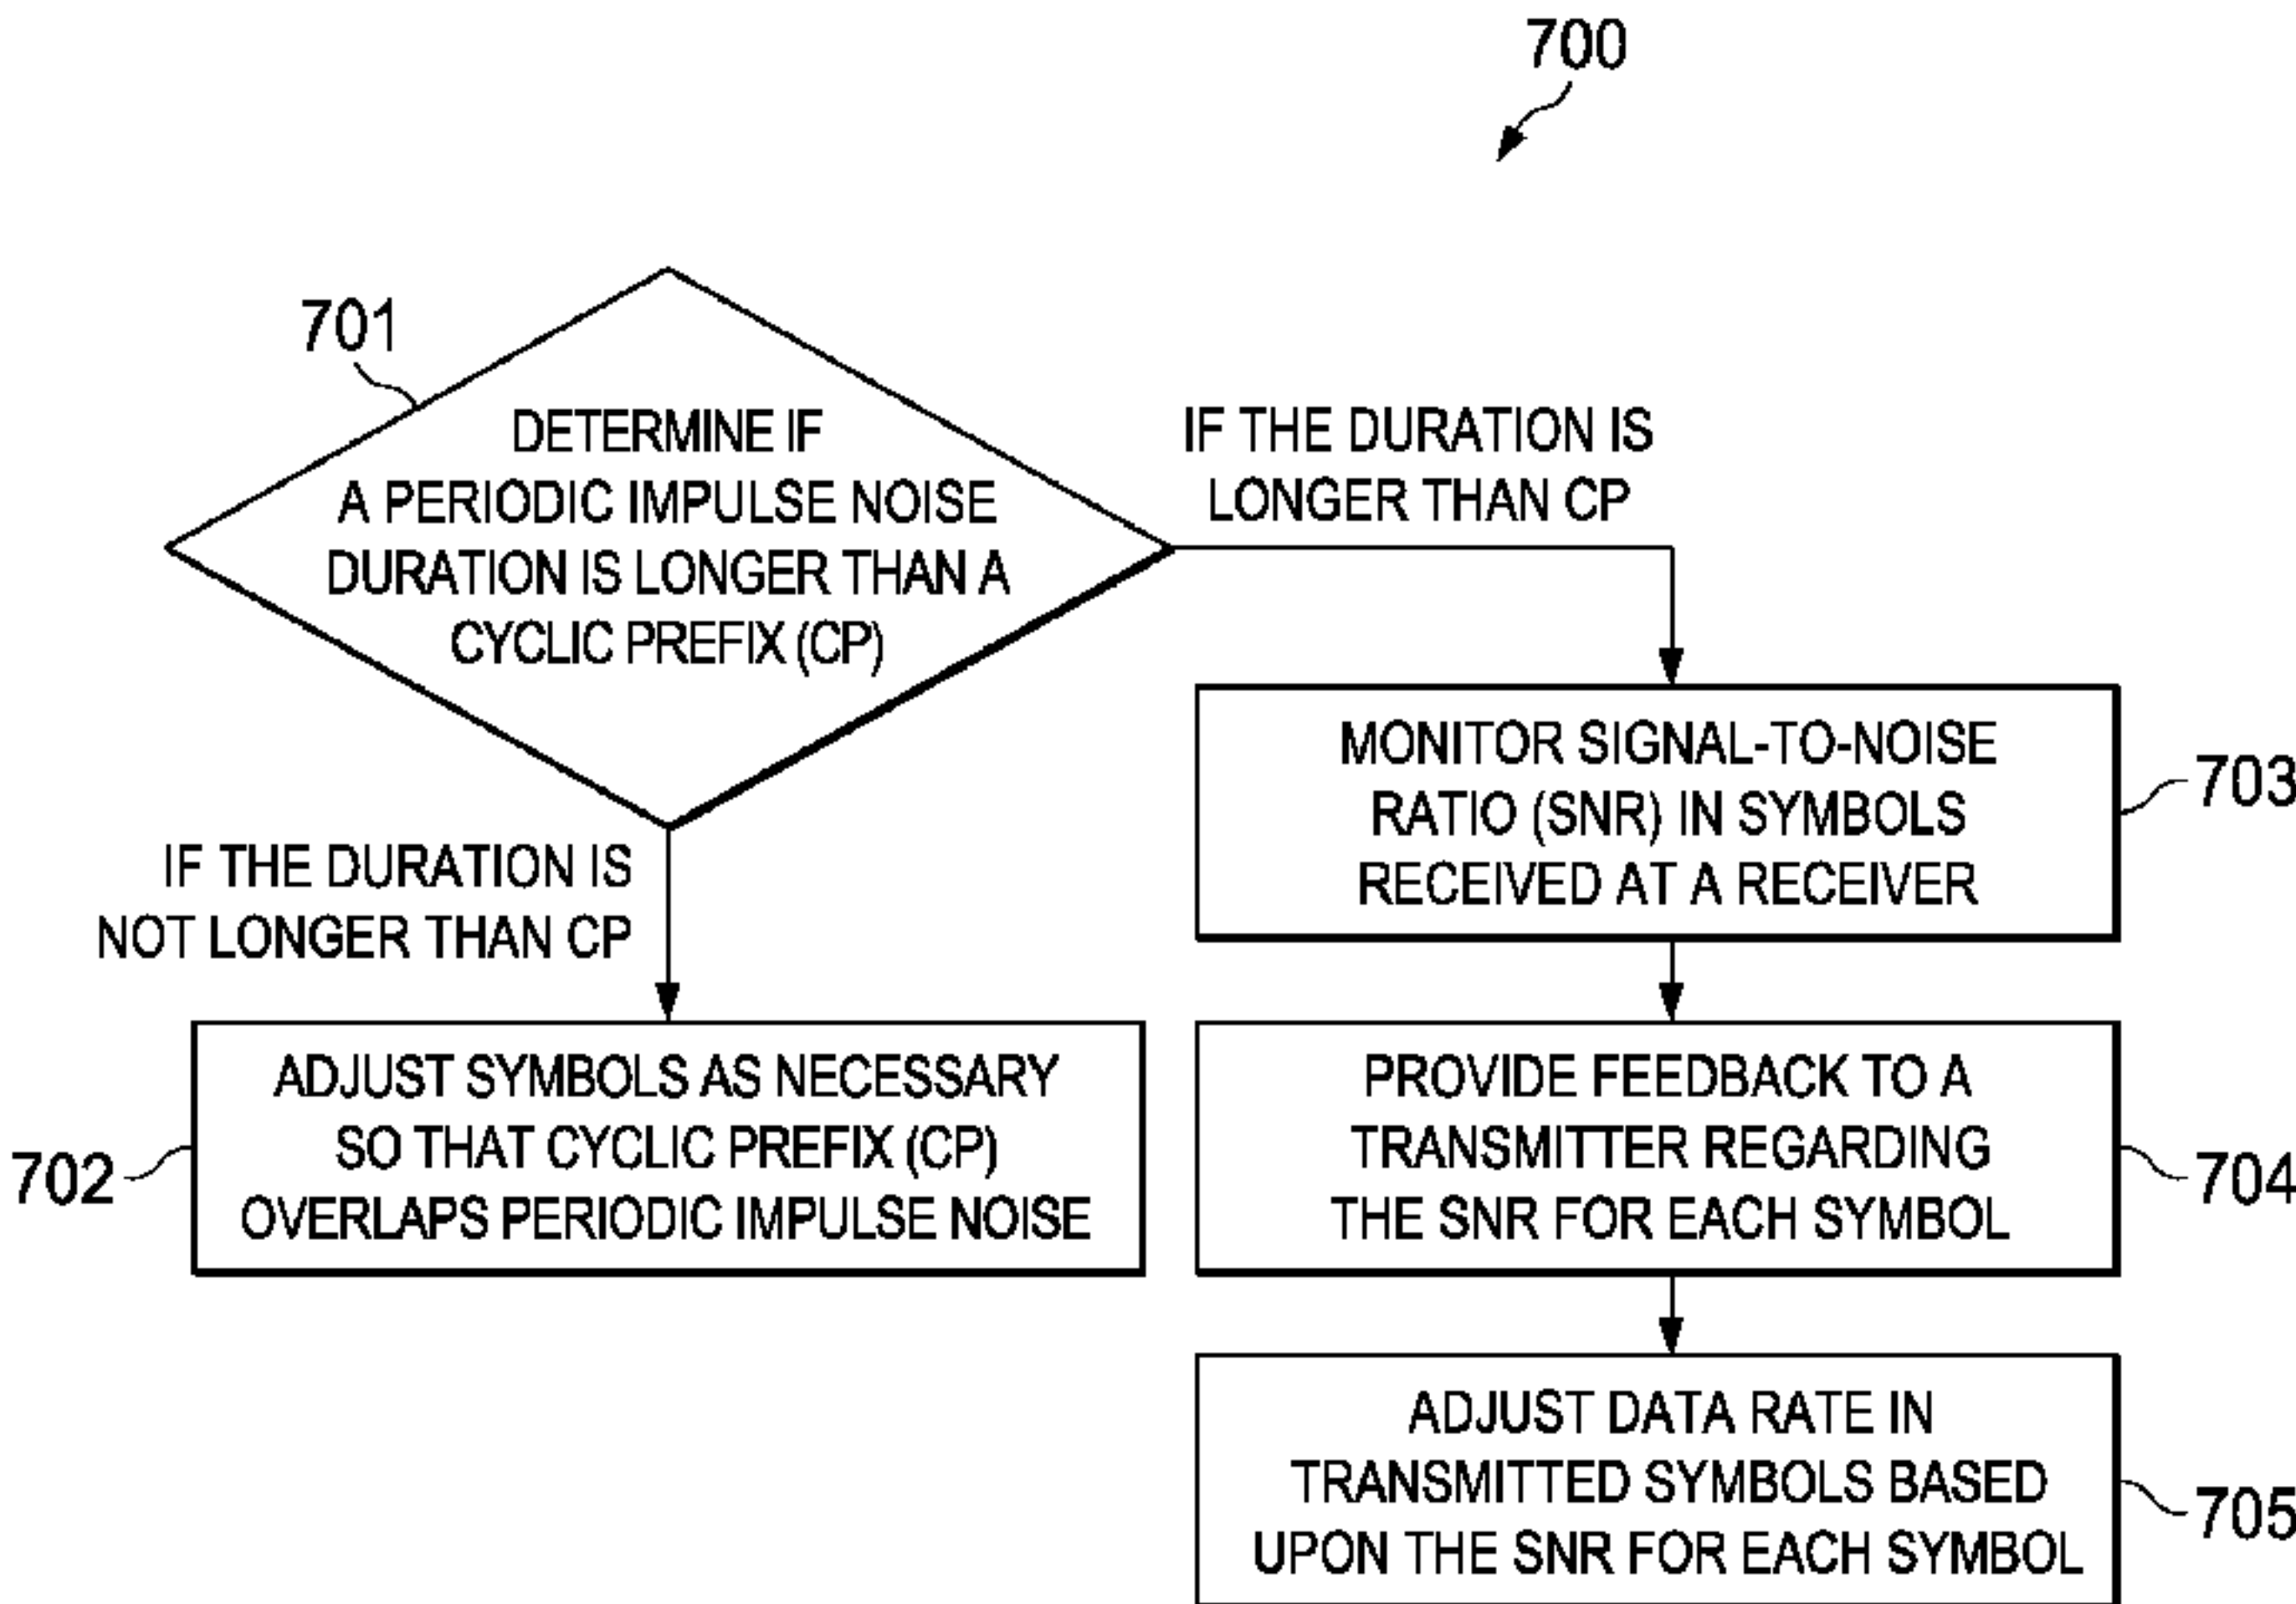 700
701
DETERMINE IF
A PERIODIC IMPULSE NOISE
DURATION IS LONGER THAN A
CYCLIC PREFIX (CP)
IF THE DURATION IS
LONGER THAN CP
IF THE DURATION IS
NOT LONGER THAN CP
702
ADJUST SYMBOLS AS NECESSARY
SO THAT CYCLIC PREFIX (CP)
OVERLAPS PERIODIC IMPULSE NOISE
MONITOR SIGNAL-TO-NOISE
RATIO (SNR) IN SYMBOLS
RECEIVED AT A RECEIVER
703
PROVIDE FEEDBACK TO A
TRANSMITTER REGARDING
THE SNR FOR EACH SYMBOL
704
ADJUST DATA RATE IN
TRANSMITTED SYMBOLS BASED
UPON THE SNR FOR EACH SYMBOL
705